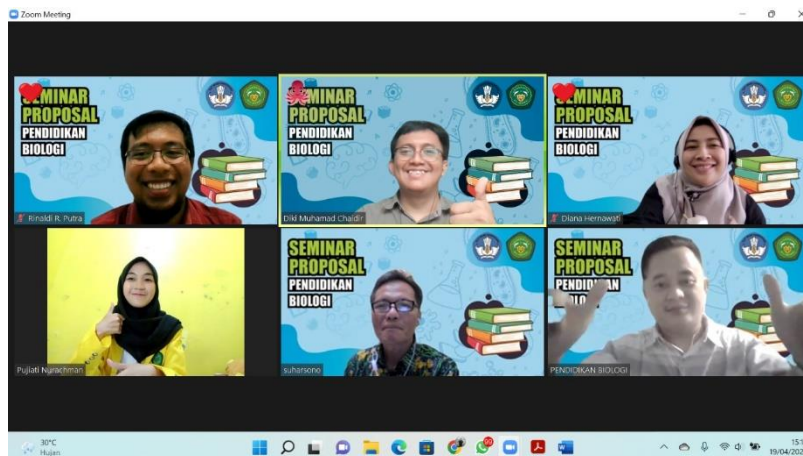 Zoom Meeting
SEMINAR
PROPOSAL
PENDIDIKAN
BIOLOGI
Rinaldi R. Putra
SEMINAR
PROPOSAL
PENDIDIKAN
BIOLOGI
Diki Muhamad Chaidir
SEMINAR
PROPOSAL
PENDIDIKAN
BIOLOGI
Diana Hernawati
Pujiati Nurachman
SEMINAR
PROPOSAL
PENDIDIKAN
BIOLOGI
suharsono
SEMINAR
PROPOSAL
PENDIDIKAN BIOLOGI
30°C
Hujan
99
15:1
19/04/202